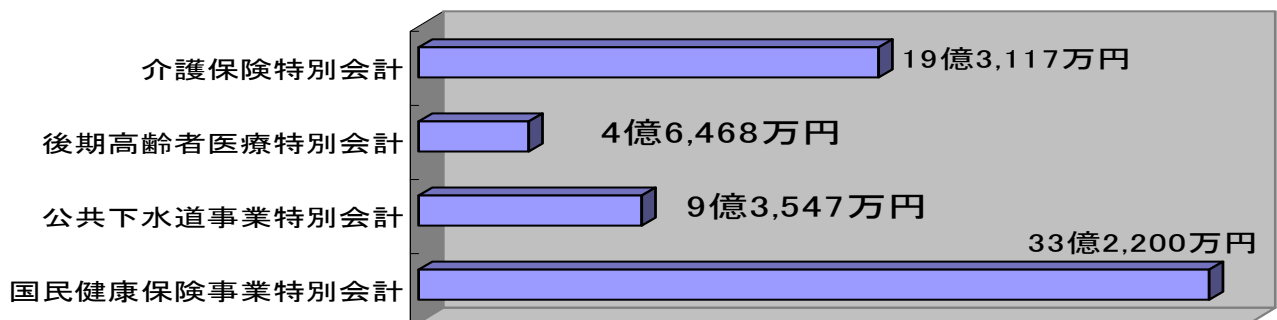 介護保険特別会計 19億3,117万円
後期高齢者医療特別会計 4億6,468万円
公共下水道事業特別会計 9億3,547万円
33億2,200万円
国民健康保険事業特別会計